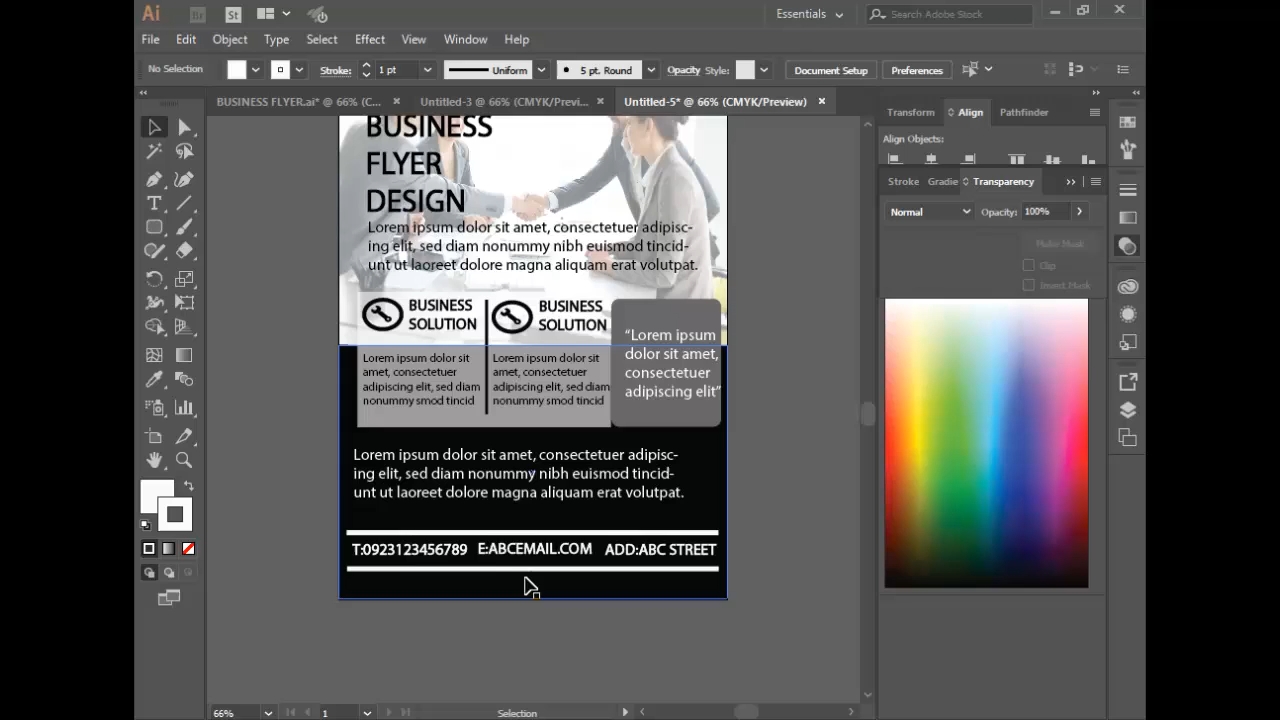 Ai Br St Essentials Search Adobe Stock
File Edit Object Type Select Effect View Window Help
No Selection Stroke: 1 pt Uniform 5 pt. Round Opacity Style: Document Setup Preferences
BUSINESS FLYER.ai* @ 66% (C... × Untitled-3 @ 66% (CMYK/Previ... × Untitled-5* @ 66% (CMYK/Preview) ×
Transform Align Pathfinder
Align Objects:
Stroke Gradie Transparency
Normal Opacity: 100%
Make Mask
Clip
Invert Mask
BUSINESS
FLYER
DESIGN
Lorem ipsum dolor sit amet, consectetuer adipisc-
ing elit, sed diam nonummy nibh euismod tincid-
unt ut laoreet dolore magna aliquam erat volutpat.
BUSINESS
SOLUTION
Lorem ipsum dolor sit
amet, consectetuer
adipiscing elit, sed diam
nonummy smod tincid
BUSINESS
SOLUTION
Lorem ipsum dolor sit
amet, consectetuer
adipiscing elit, sed diam
nonummy smod tincid
“Lorem ipsum
dolor sit amet,
consectetuer
adipiscing elit”
Lorem ipsum dolor sit amet, consectetuer adipisc-
ing elit, sed diam nonummy nibh euismod tincid-
unt ut laoreet dolore magna aliquam erat volutpat.
T:0923123456789 E:ABCEMAIL.COM ADD:ABC STREET
66% 1 Selection